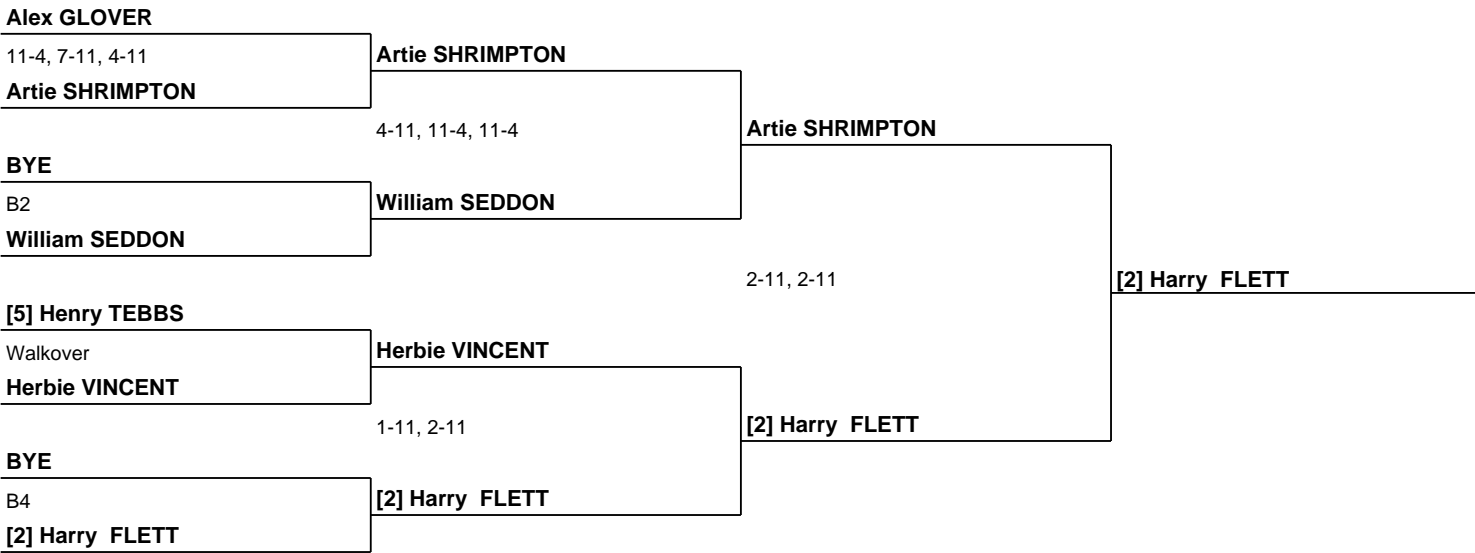 Alex GLOVER
11-4, 7-11, 4-11
Artie SHRIMPTON
Artie SHRIMPTON
4-11, 11-4, 11-4
Artie SHRIMPTON
BYE
B2
William SEDDON
William SEDDON
2-11, 2-11
[2] Harry  FLETT
[5] Henry TEBBS
Walkover
Herbie VINCENT
Herbie VINCENT
1-11, 2-11
[2] Harry  FLETT
BYE
B4
[2] Harry  FLETT
[2] Harry  FLETT